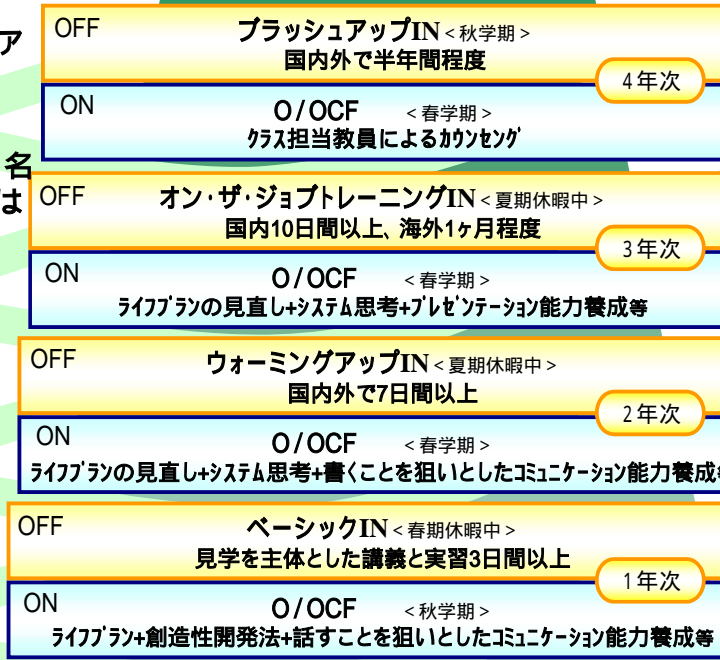 ア
OFF
ブラッシュアップIN<秋学期>
国内外で半年間程度
4年次
ON
O/OCF <春学期>
クラス担当教員によるカウンセング
名
は
OFF
オン・ザ・ジョブトレーニングIN<夏期休暇中>
国内10日間以上、海外1ヶ月程度
3年次
ON
O/OCF <春学期>
ライフプランの見直し+システム思考+プレゼンテーション能力養成等
OFF
ウォーミングアップIN<夏期休暇中>
国内外で7日間以上
2年次
ON
O/OCF <春学期>
ライフプランの見直し+システム思考+書くことを狙いとしたコミュニケーション能力養成等
OFF
ベーシックIN<春期休暇中>
見学を主体とした講義と実習3日間以上
1年次
ON
O/OCF <秋学期>
ライフプラン+創造性開発法+話すことを狙いとしたコミュニケーション能力養成等